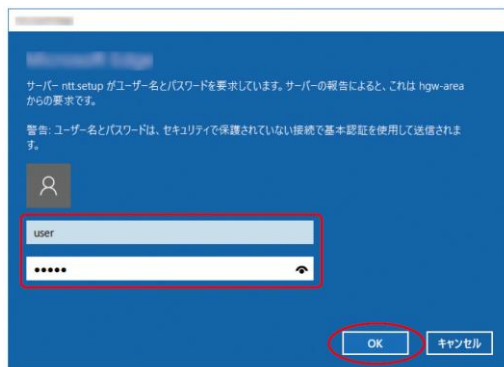 サーバー ntt.setup がユーザー名とパスワードを要求しています。サーバーの報告によると、これは hgw-area
からの要求です。
警告: ユーザー名とパスワードは、セキュリティで保護されていない接続で基本認証を使用して送信されま
す。
user
●●●●●
OK
キャンセル